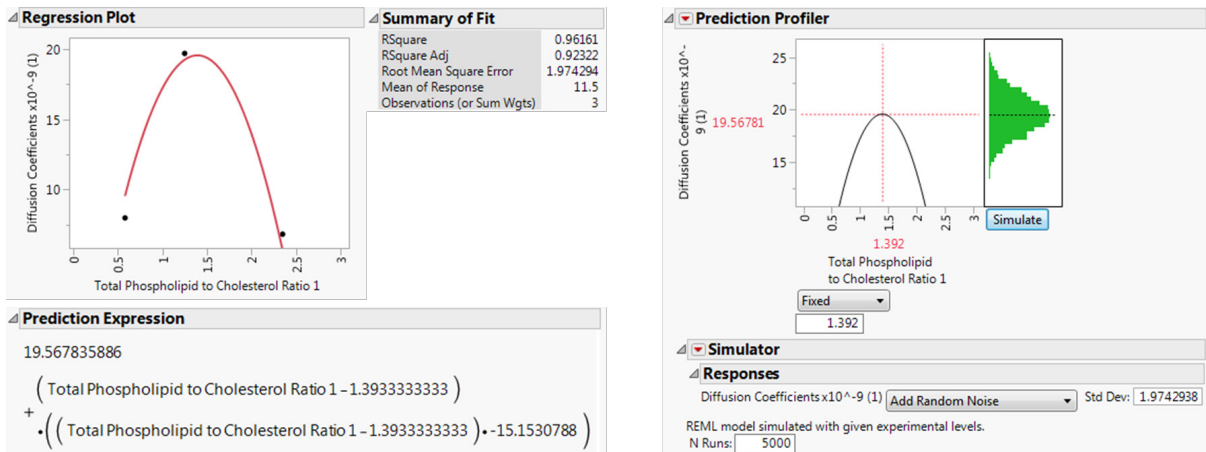 Regression Plot
Diffusion Coefficients x10^-9 (1)
20
15
10
0
0.5
1
1.5
2
2.5
3
Total Phospholipid to Cholesterol Ratio 1
Summary of Fit
RSquare 0.96161
RSquare Adj 0.92322
Root Mean Square Error 1.974294
Mean of Response 11.5
Observations (or Sum Wgts) 3
Prediction Expression
19.567835886
( Total Phospholipid to Cholesterol Ratio 1 – 1.3933333333 )
+
•( ( Total Phospholipid to Cholesterol Ratio 1 – 1.3933333333 ) • -15.1530788 )
Prediction Profiler
Diffusion Coefficients x10^-
9 (1)
19.56781
25
20
15
0
0.5
1
1.5
2
2.5
3
1.392
Total Phospholipid
to Cholesterol Ratio 1
Simulate
Fixed
1.392
Simulator
Responses
Diffusion Coefficients x10^-9 (1) Add Random Noise Std Dev: 1.9742938
REML model simulated with given experimental levels.
N Runs: 5000